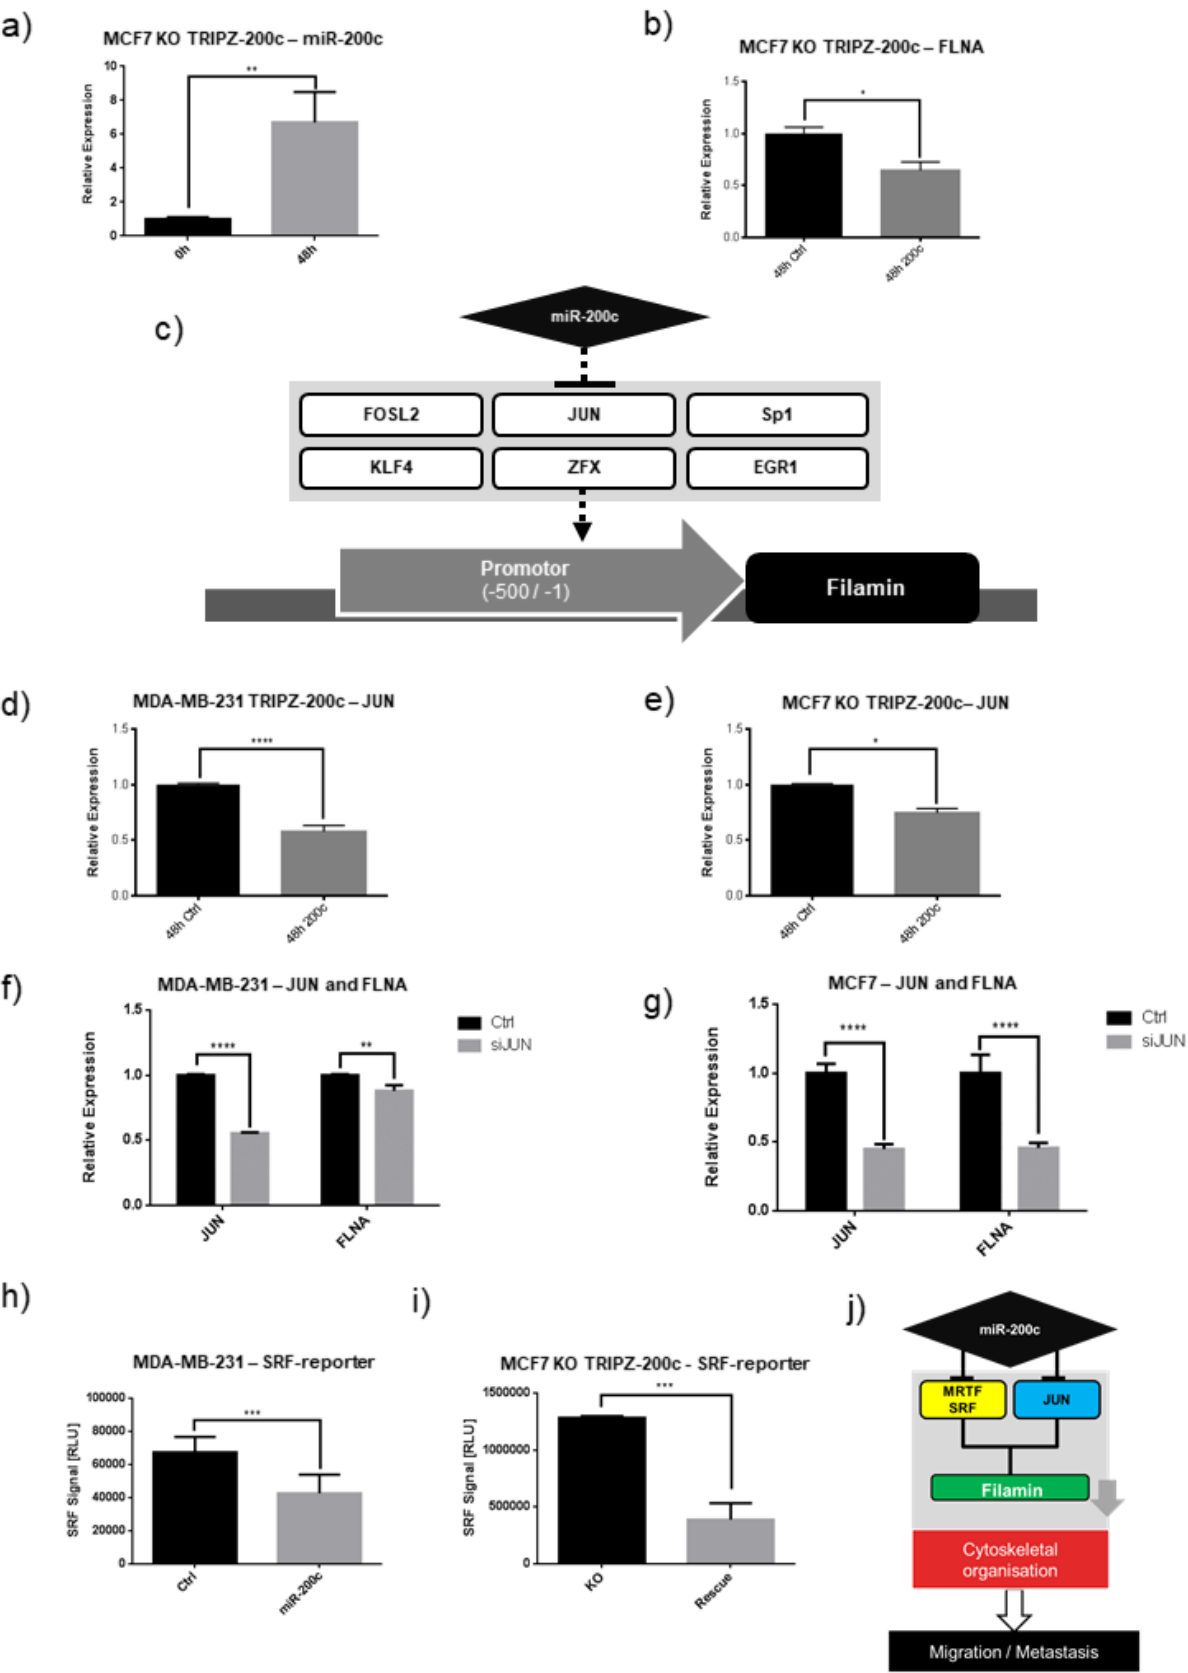 a)
MCF7 KO TRIPZ-200c – miR-200c
Relative Expression
10
8
6
4
2
0
**
0h
48h
b)
MCF7 KO TRIPZ-200c – FLNA
Relative Expression
1.5
1.0
0.5
0.0
*
48h Ctrl
48h 200c
c)
miR-200c
FOSL2
JUN
Sp1
KLF4
ZFX
EGR1
Promotor
(-500 / -1)
Filamin
d)
MDA-MB-231 TRIPZ-200c – JUN
Relative Expression
1.5
1.0
0.5
0.0
****
48h Ctrl
48h 200c
e)
MCF7 KO TRIPZ-200c– JUN
Relative Expression
1.5
1.0
0.5
0.0
*
48h Ctrl
48h 200c
f)
MDA-MB-231 – JUN and FLNA
Relative Expression
1.5
1.0
0.5
0.0
****
**
JUN
FLNA
Ctrl
siJUN
g)
MCF7 – JUN and FLNA
Relative Expression
1.5
1.0
0.5
0.0
****
****
JUN
FLNA
Ctrl
siJUN
h)
MDA-MB-231 – SRF-reporter
SRF Signal [RLU]
100000
80000
60000
40000
20000
0
***
Ctrl
miR-200c
i)
MCF7 KO TRIPZ-200c - SRF-reporter
SRF Signal [RLU]
1500000
1000000
500000
0
***
KO
Rescue
j)
miR-200c
MRTF
SRF
JUN
Filamin
Cytoskeletal
organisation
Migration / Metastasis